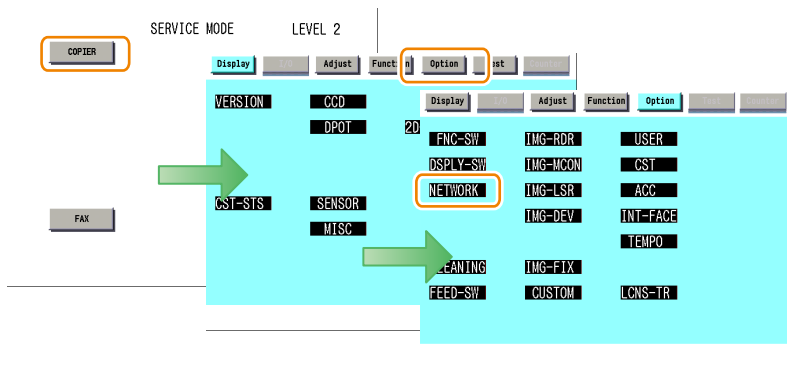 SERVICE MODE LEVEL 2
COPIER
FAX
Display I/O Adjust Function Option Test Counter
VERSION CCD
DPOT 2D
CST-STS SENSOR
MISC
Display I/O Adjust Function Option Test Counter
FNC-SW IMG-RDR USER
DSPLY-SW IMG-MCON CST
NETWORK IMG-LSR ACC
IMG-DEV INT-FACE
TEMPO
CLEANING IMG-FIX
FEED-SW CUSTOM LCNS-TR